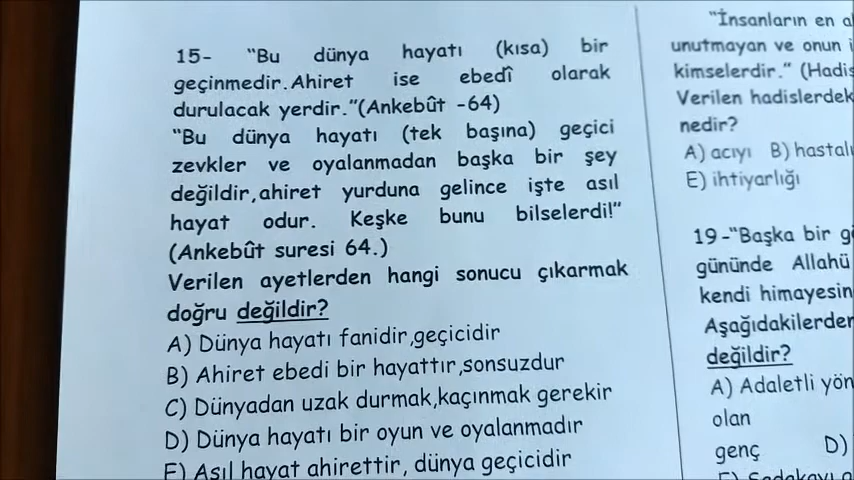 15- "Bu dünya hayatı (kısa) bir
geçinmedir.Ahiret ise ebedî olarak
durulacak yerdir."(Ankebût -64)
"Bu dünya hayatı (tek başına) geçici
zevkler ve oyalanmadan başka bir şey
değildir,ahiret yurduna gelince işte asıl
hayat odur. Keşke bunu bilselerdi!"
(Ankebût suresi 64.)
Verilen ayetlerden hangi sonucu çıkarmak
doğru değildir?
A) Dünya hayatı fanidir,geçicidir
B) Ahiret ebedi bir hayattır,sonsuzdur
C) Dünyadan uzak durmak,kaçınmak gerekir
D) Dünya hayatı bir oyun ve oyalanmadır
E) Asıl hayat ahirettir, dünya geçicidir
"İnsanların en
unutmayan ve onun
kimselerdir." (Hadis
Verilen hadislerdek
nedir?
A) acıyı B) hastalı
E) ihtiyarlığı
19-"Başka bir
gününde Allahü
kendi himayesin
Aşağıdakilerden
değildir?
A) Adaletli yön
olan
genç D)